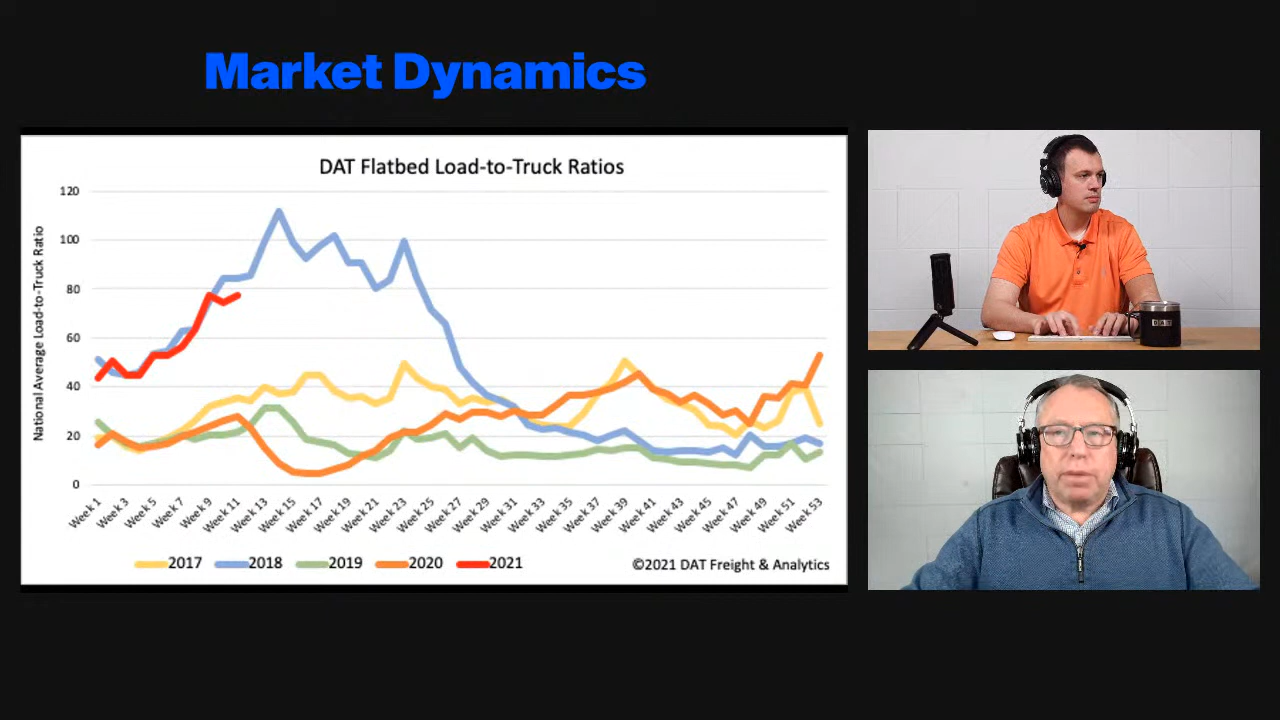 Market Dynamics
DAT Flatbed Load-to-Truck Ratios
National Average Load-to-Truck Ratio
120
100
80
60
40
20
0
Week 1
Week 3
Week 5
Week 7
Week 9
Week 11
Week 13
Week 15
Week 17
Week 19
Week 21
Week 23
Week 25
Week 27
Week 29
Week 31
Week 33
Week 35
Week 37
Week 39
Week 41
Week 43
Week 45
Week 47
Week 49
Week 51
Week 53
2017 2018 2019 2020 2021
©2021 DAT Freight & Analytics
DAT